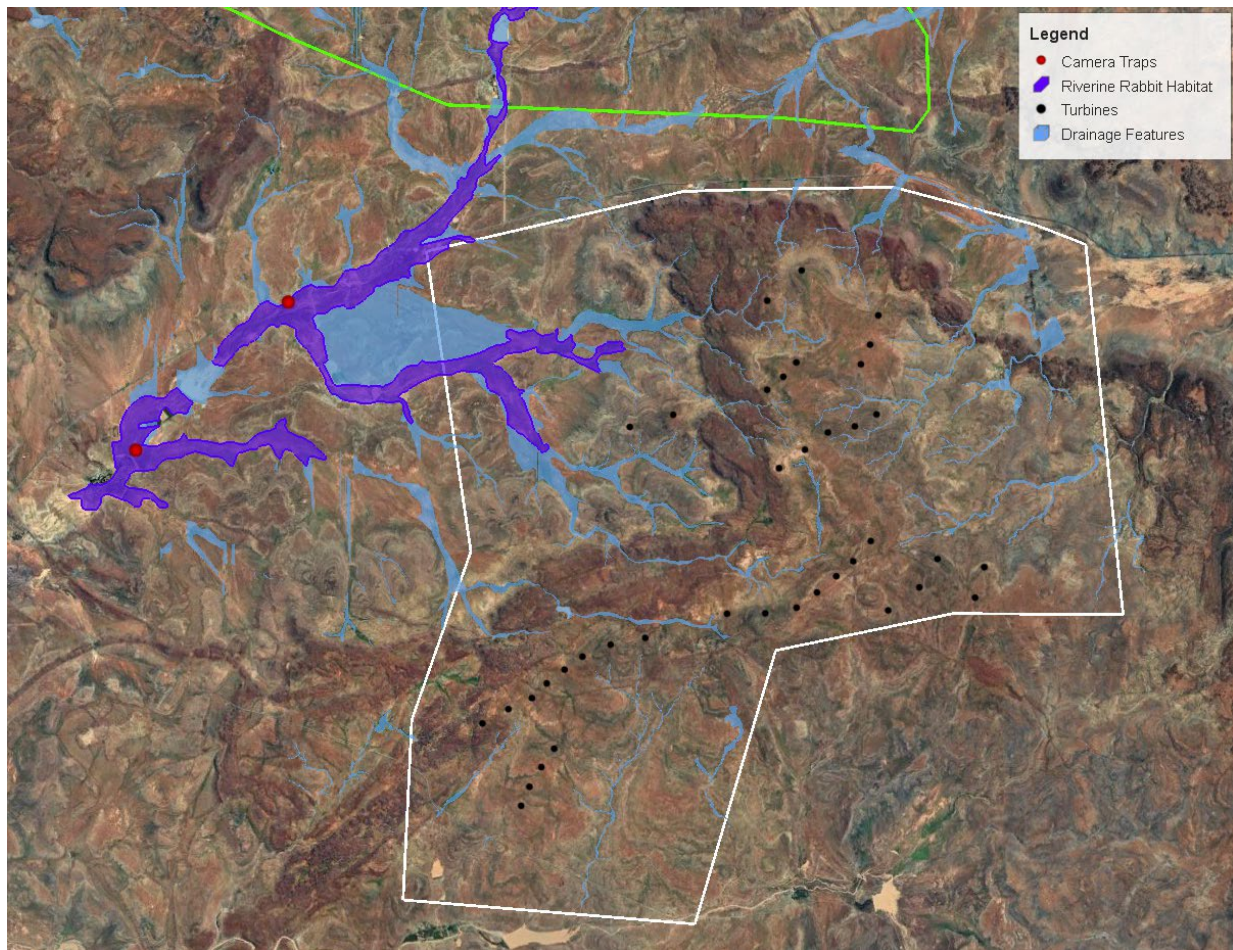 Legend
Camera Traps
Riverine Rabbit Habitat
Turbines
Drainage Features